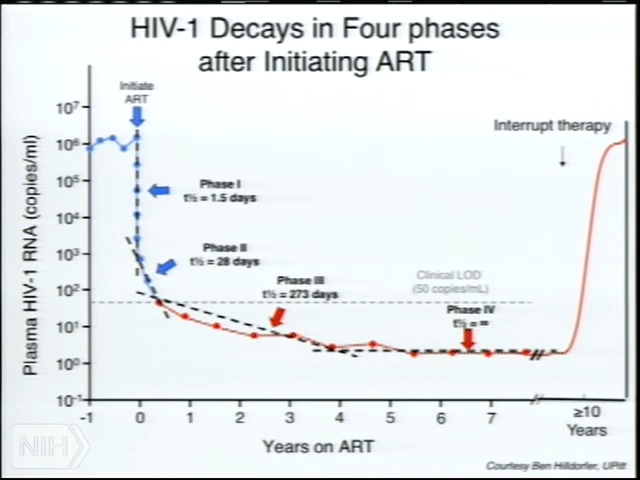 HIV-1 Decays in Four phases
after Initiating ART
Initiate
ART
Interrupt therapy
Plasma HIV-1 RNA (copies/ml)
10⁷
10⁶
10⁵
10⁴
10³
10²
10¹
10⁰
10⁻¹
Phase I
t½ = 1.5 days
Phase II
t½ = 28 days
Phase III
t½ = 273 days
Clinical LOD
(50 copies/mL)
Phase IV
t½ = ∞
-1 0 1 2 3 4 5 6 7 ≥10
Years
Years on ART
NIH
Courtesy Ben Hilldorfer, UPitt